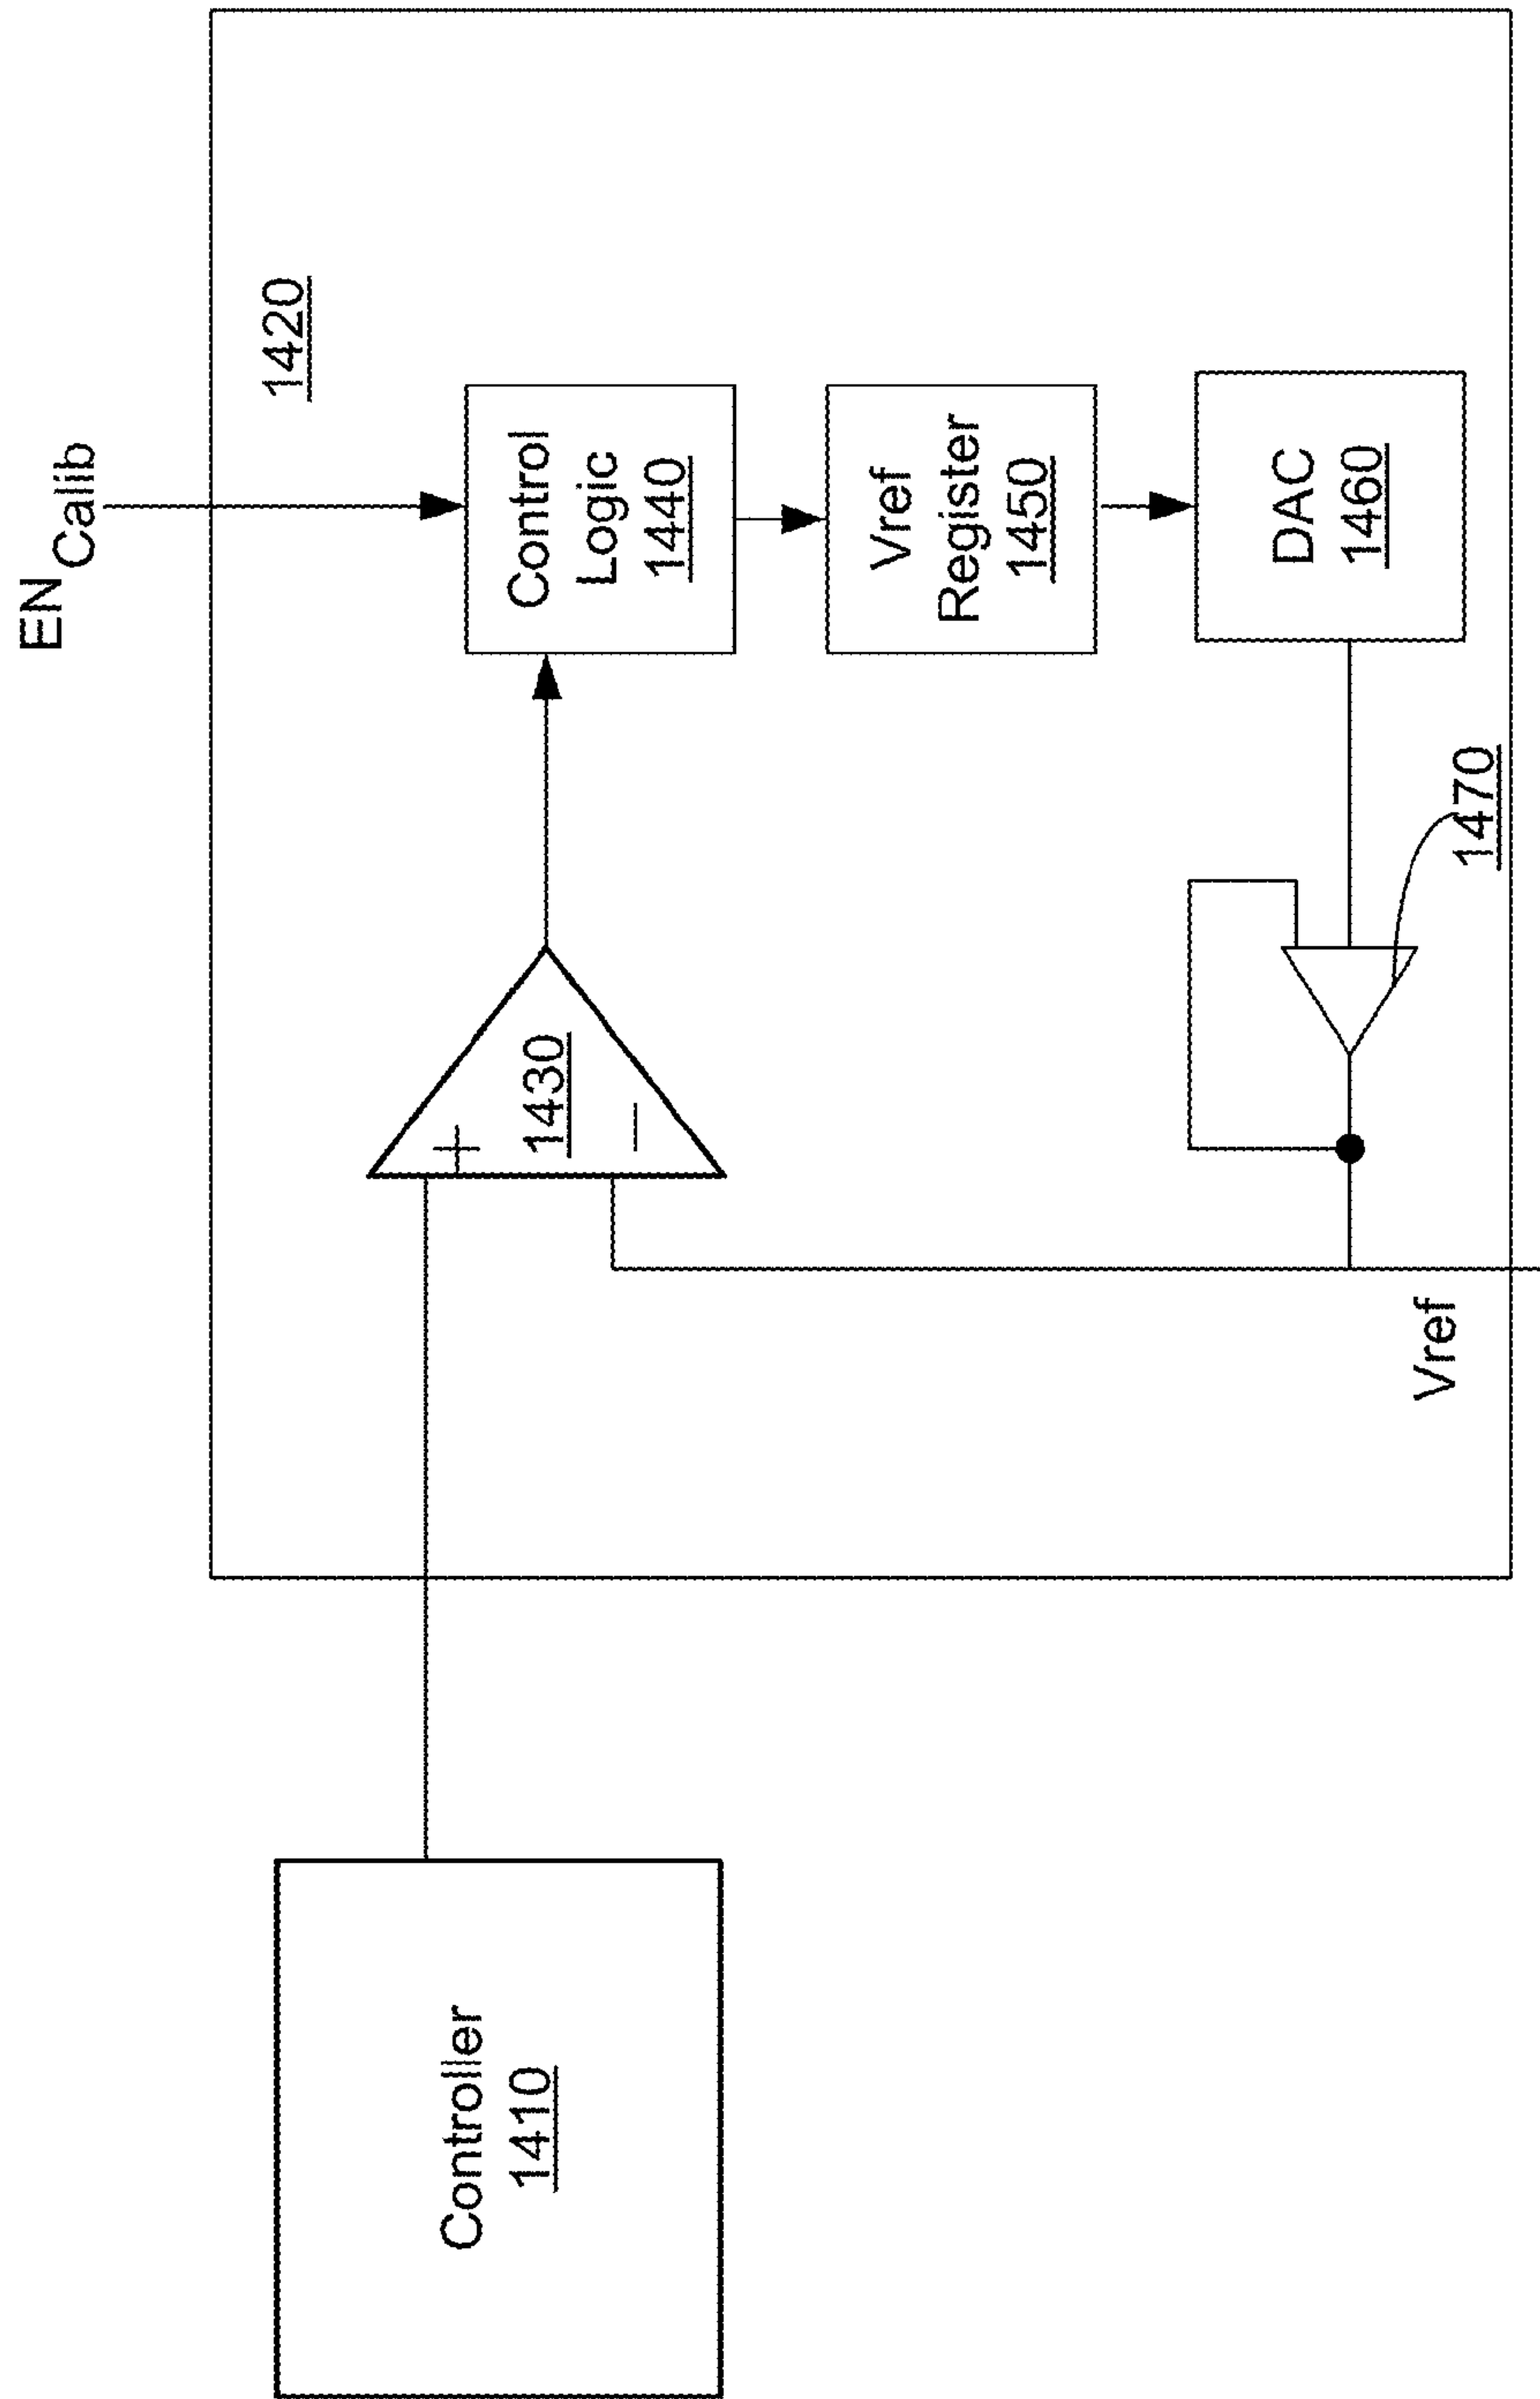 Controller
1410
EN Calib
1420
Control
Logic
1440
1430
+
–
Vref
Register
1450
DAC
1460
1470
Vref